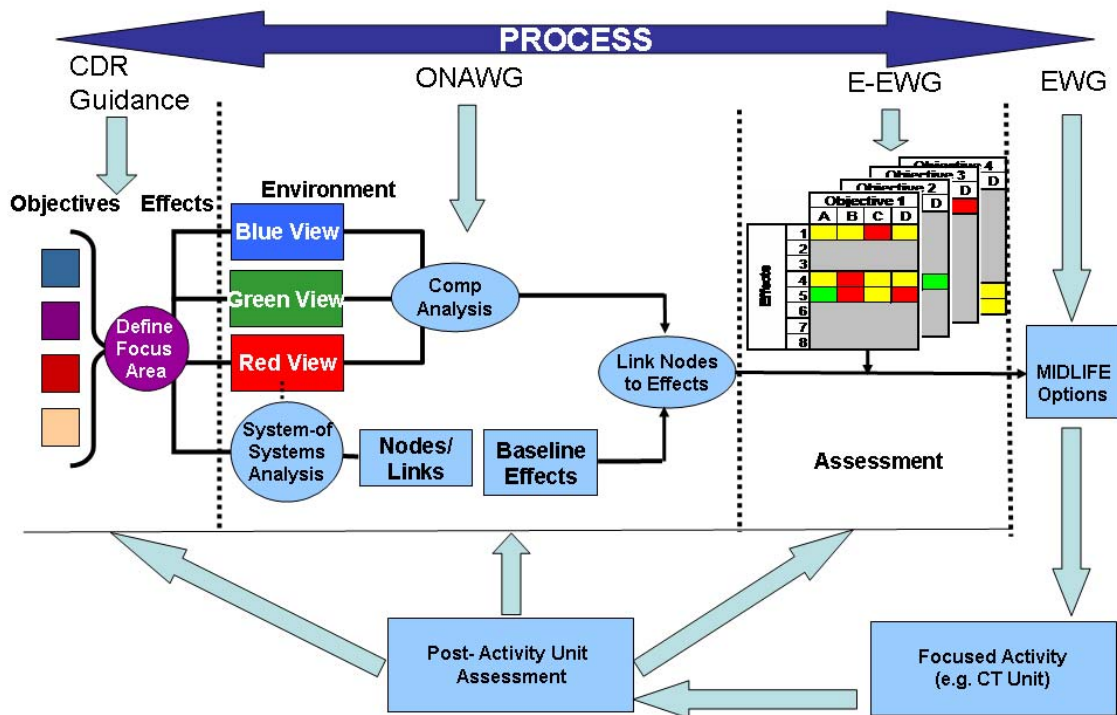 PROCESS
CDR
Guidance
ONAWG
E-EWG
EWG
Objectives Effects
Environment
Blue View
Green View
Red View
Define
Focus
Area
Comp
Analysis
System-of
Systems
Analysis
Nodes/
Links
Baseline
Effects
Link Nodes
to Effects
Objective 4
D
Objective 3
D
Objective 2
D
Objective 1
A B C D
Effects
1
2
3
4
5
6
7
8
Assessment
MIDLIFE
Options
Post- Activity Unit
Assessment
Focused Activity
(e.g. CT Unit)